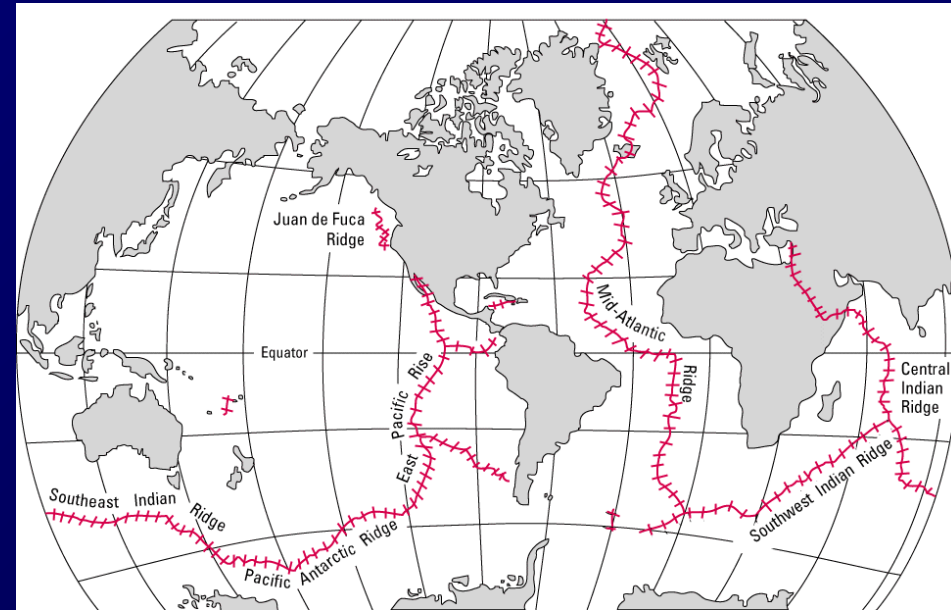 Juan de Fuca
Ridge
Mid-Atlantic
Ridge
Equator
Central
Indian
Ridge
East Pacific Rise
Southwest Indian Ridge
Southeast Indian Ridge
Pacific Antarctic Ridge